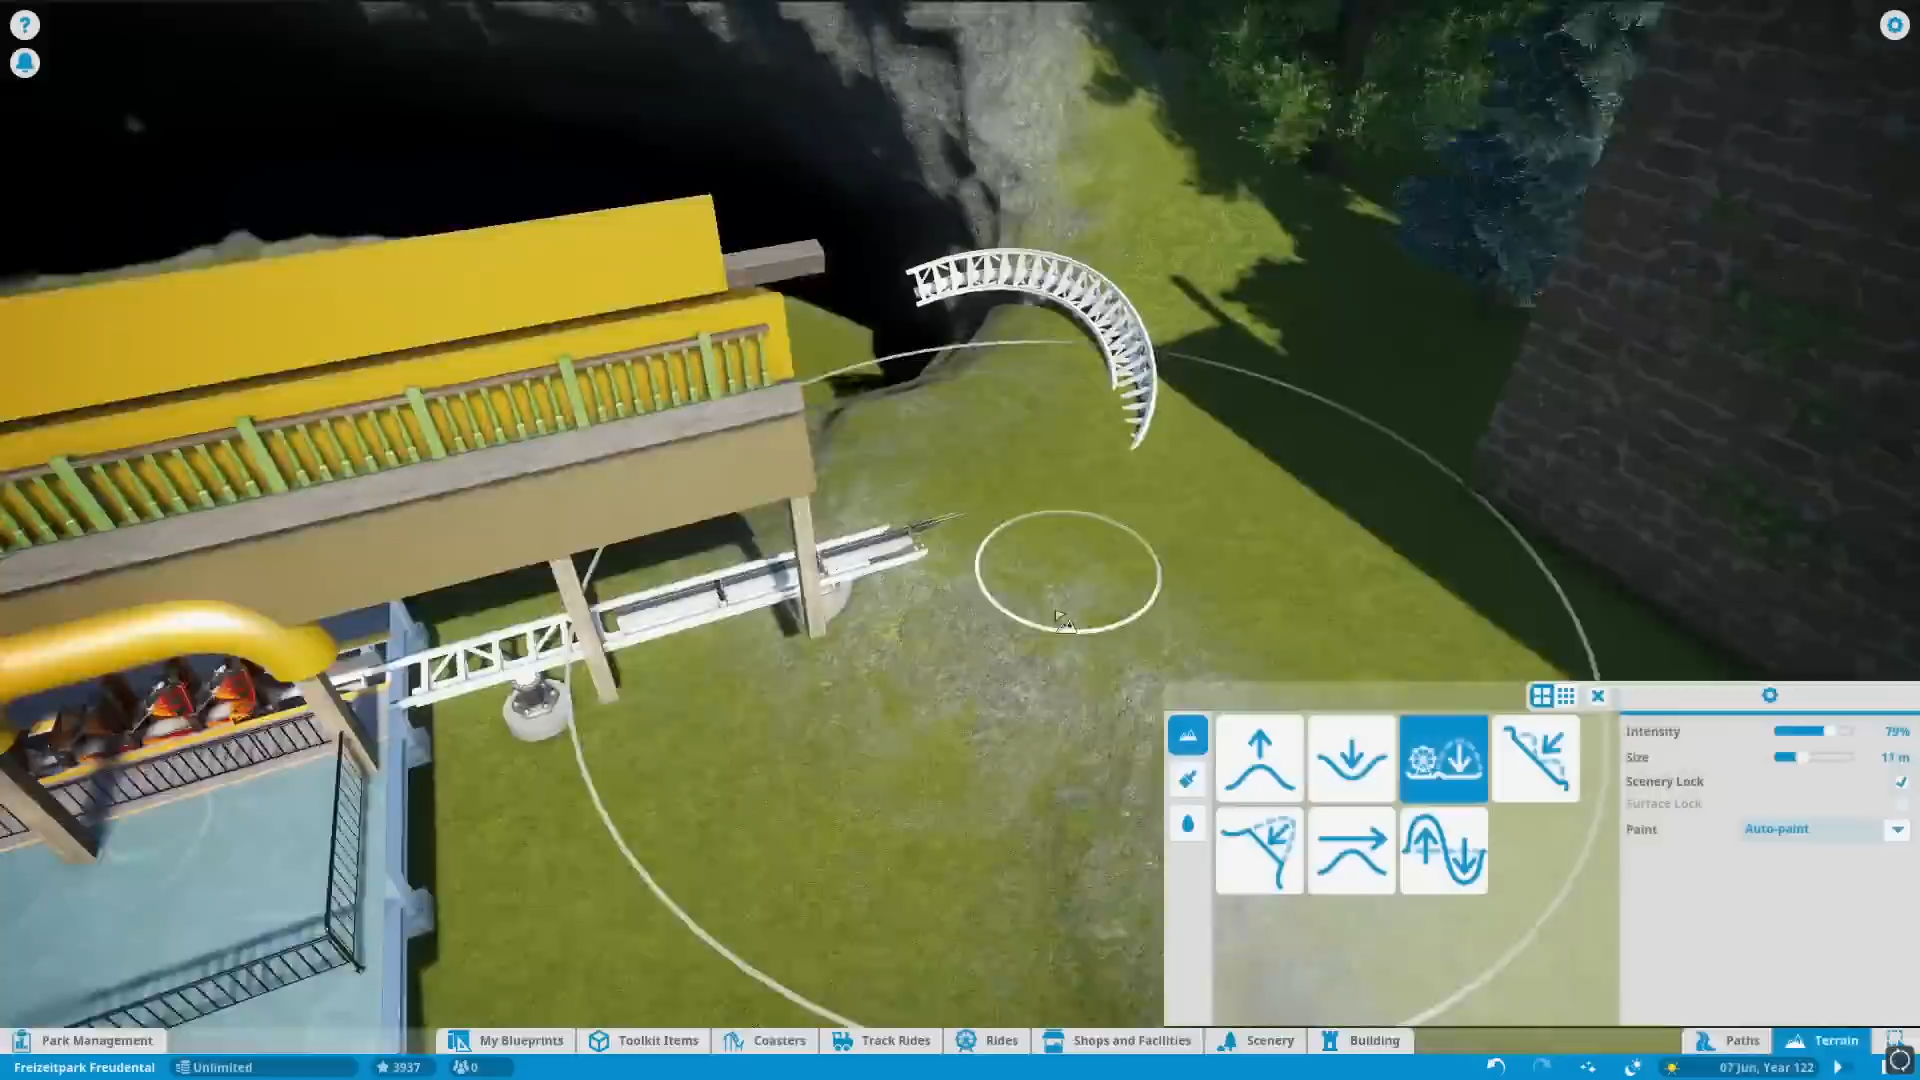 ?
Intensity 79%
Size 11 m
Scenery Lock
Surface Lock
Paint Auto-paint
Park Management
My Blueprints
Toolkit Items
Coasters
Track Rides
Rides
Shops and Facilities
Scenery
Building
Paths
Terrain
Freizeitpark Freudental
Unlimited
3937
0
07 Jun, Year 122